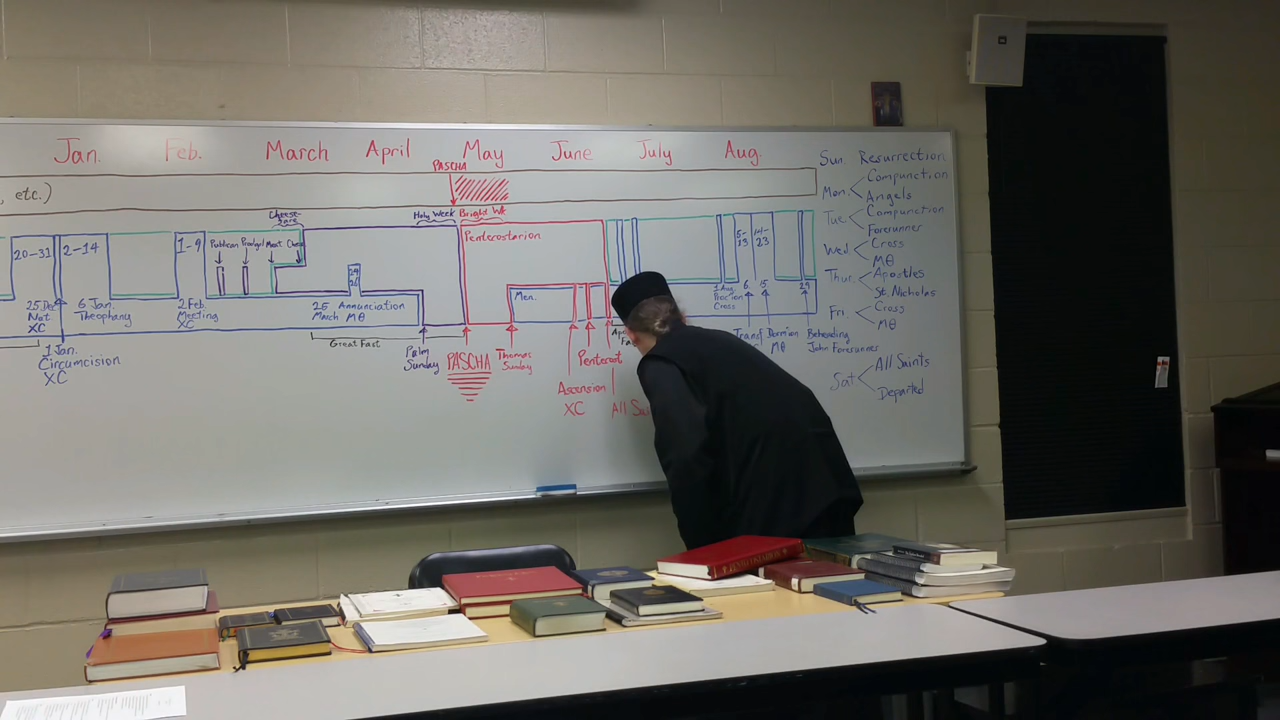 Jan. Feb. March April May June July Aug.
PASCHA
, etc.)
Cheese-
fare
Holy Week Bright Wk
20-31 2-14 1-9 Publican Prodigal Meat Chee
Pentecostarion
5-
13
14-
23
24
26
Men.
25 Dec
Nat
XC
6 Jan.
Theophany
2 Feb.
Meeting
XC
25 Annunciation
March MΘ
Great Fast
1 Jan.
Circumcision
XC
Palm
Sunday
PASCHA
Thomas
Sunday
Ascension
XC
Pentecost
All
1 Aug.
Cross
6 15 29
Transf Dormion
MΘ
Beheading
John Forerunner
Sun Resurrection
Mon Compunction
Angels
Tue Compunction
Forerunner
Wed Cross
MΘ
Thur Apostles
St. Nicholas
Fri Cross
MΘ
Sat All Saints
Departed
PENTECOSTARION